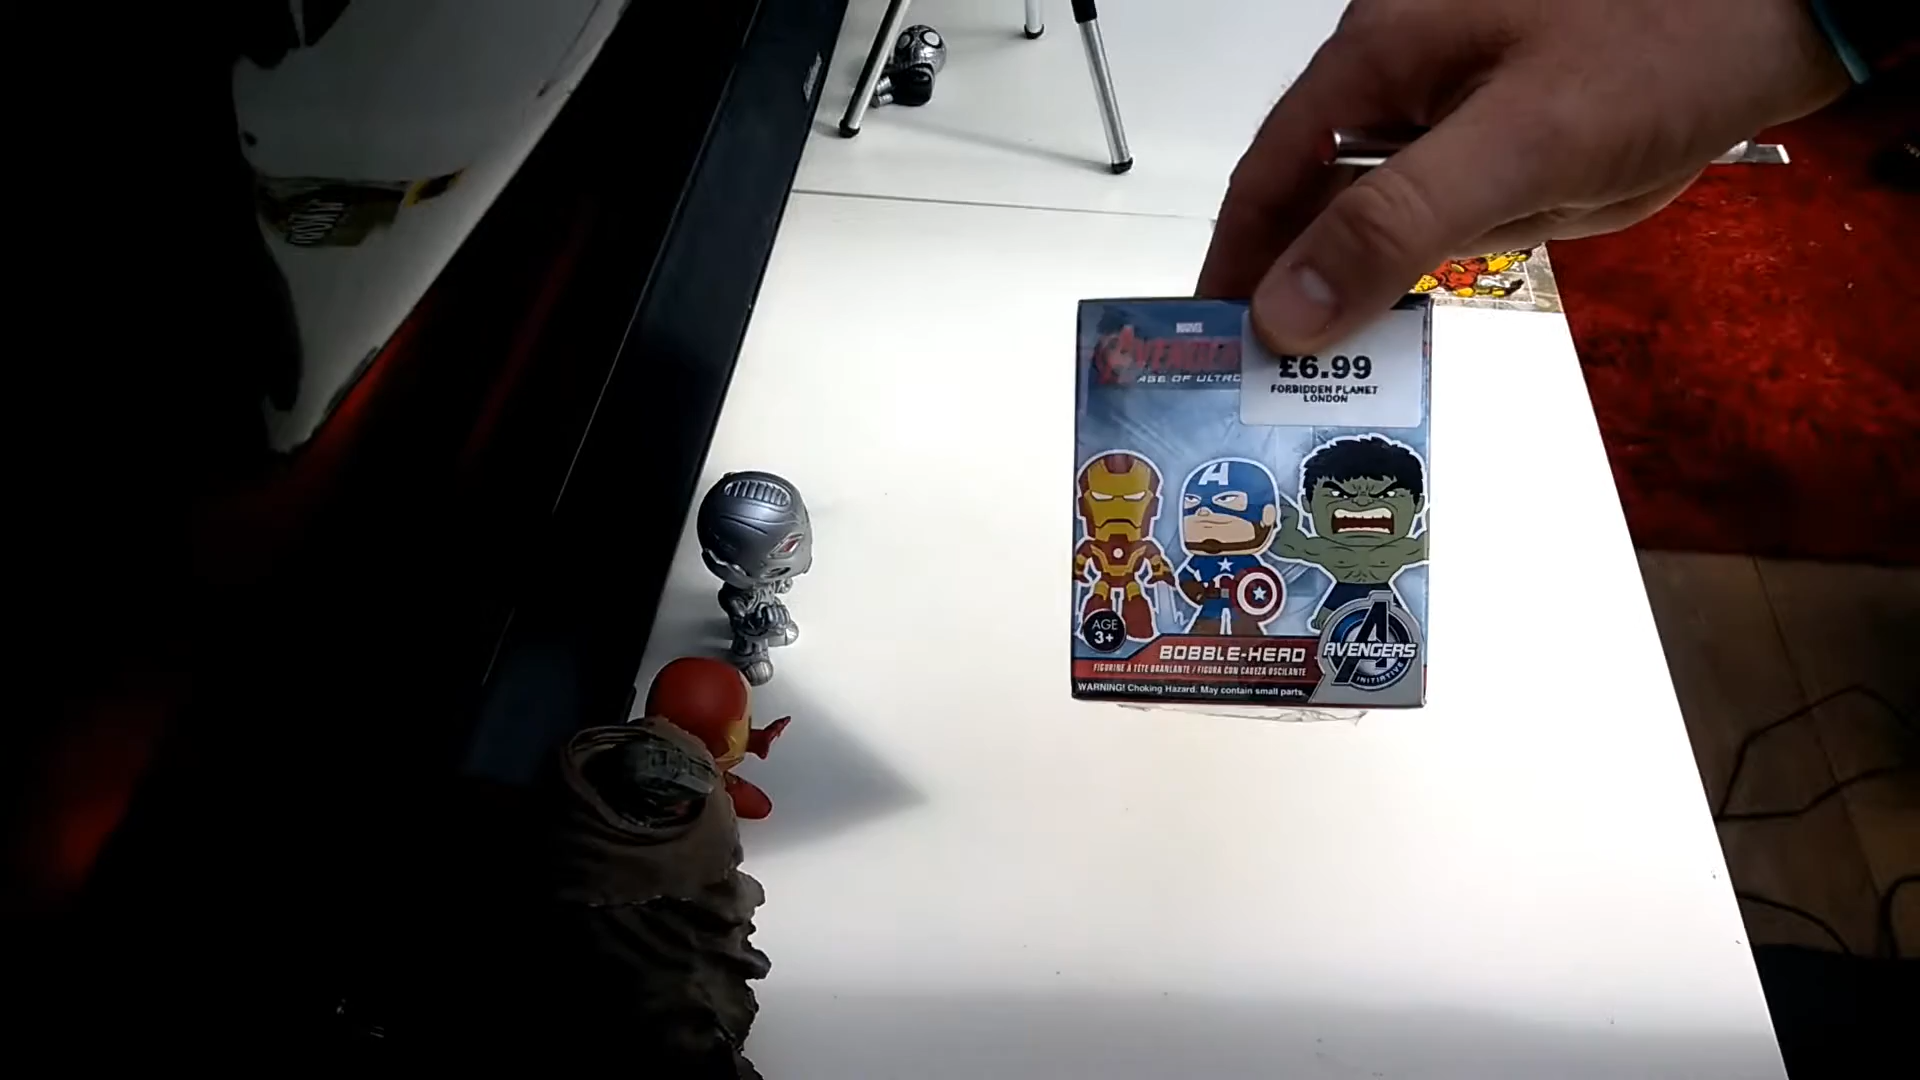 MARVEL
AVENGE
AGE OF ULTRO
£6.99
FORBIDDEN PLANET
LONDON
A
AGE
3+
BOBBLE-HEAD
FIGURINE À TÊTE BRANLANTE / FIGURA CON CABEZA OSCILANTE
WARNING! Choking Hazard. May contain small parts.
AVENGERS
INITIATIVE